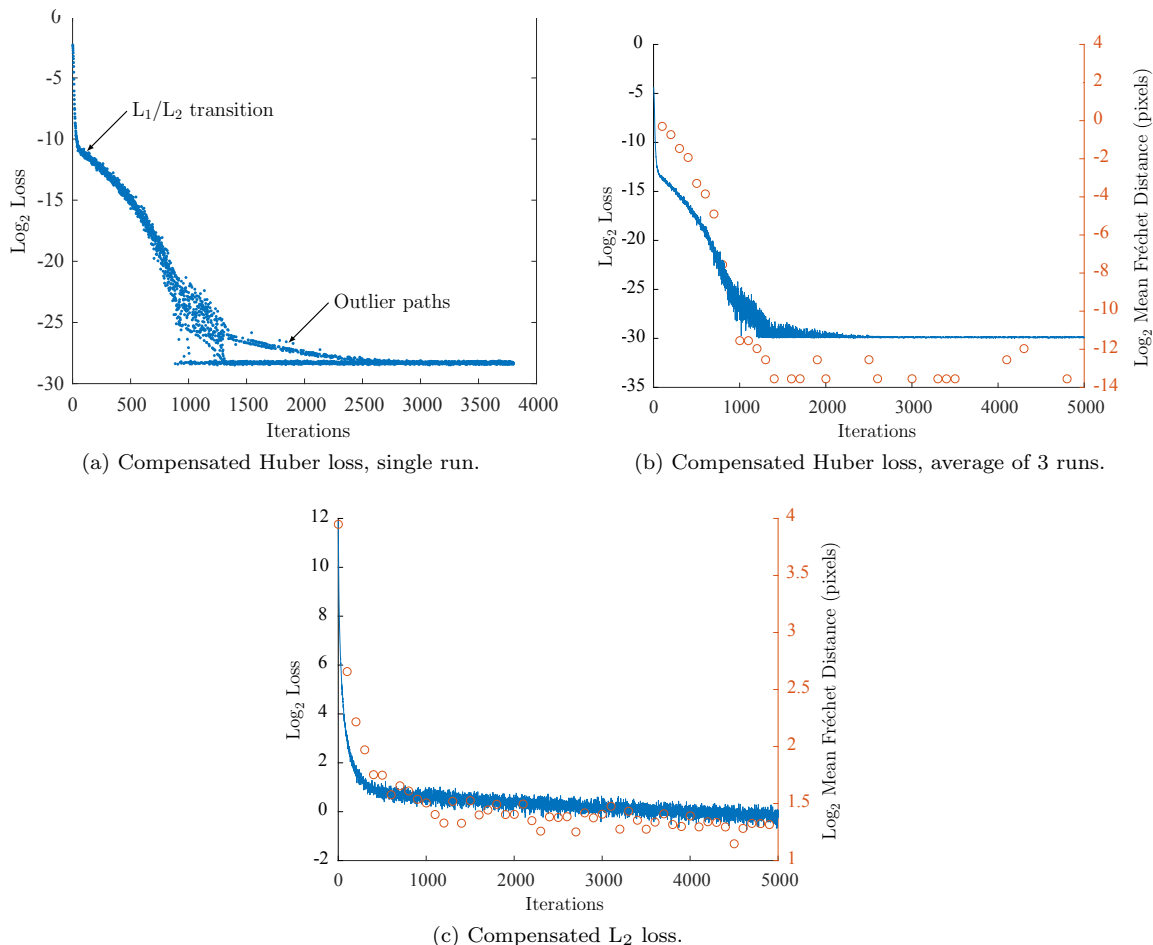 0
-5
-10
-15
-20
-25
-30
0 500 1000 1500 2000 2500 3000 3500 4000
Log2 Loss
Iterations
L1/L2 transition
Outlier paths
(a) Compensated Huber loss, single run.
0
-5
-10
-15
-20
-25
-30
-35
0 1000 2000 3000 4000 5000
4
2
0
-2
-4
-6
-8
-10
-12
-14
Log2 Loss
Iterations
Log2 Mean Fréchet Distance (pixels)
(b) Compensated Huber loss, average of 3 runs.
12
10
8
6
4
2
0
-2
0 1000 2000 3000 4000 5000
4
3.5
3
2.5
2
1.5
1
Log2 Loss
Iterations
Log2 Mean Fréchet Distance (pixels)
(c) Compensated L2 loss.